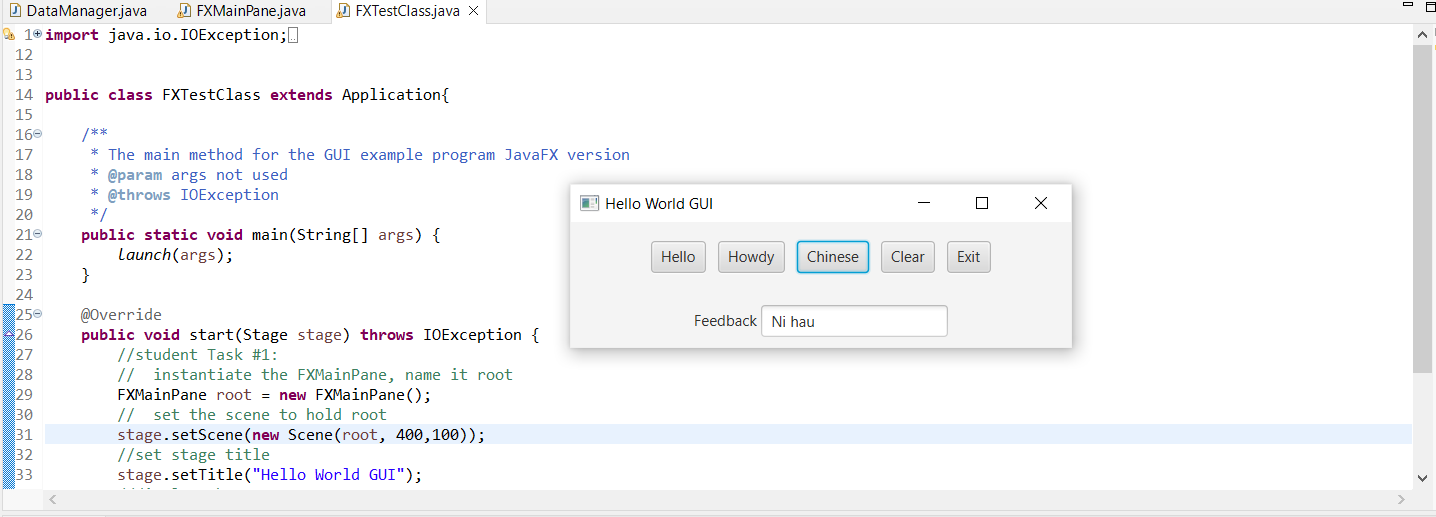 DataManager.java FXMainPane.java FXTestClass.java
1 import java.io.IOException;
12
13
14 public class FXTestClass extends Application{
15
16 /**
17 * The main method for the GUI example program JavaFX version
18 * @param args not used
19 * @throws IOException
20 */
21 public static void main(String[] args) {
22 launch(args);
23 }
24
25 @Override
26 public void start(Stage stage) throws IOException {
27 //student Task #1:
28 // instantiate the FXMainPane, name it root
29 FXMainPane root = new FXMainPane();
30 // set the scene to hold root
31 stage.setScene(new Scene(root, 400,100));
32 //set stage title
33 stage.setTitle("Hello World GUI");
Hello World GUI
Hello Howdy Chinese Clear Exit
Feedback Ni hau